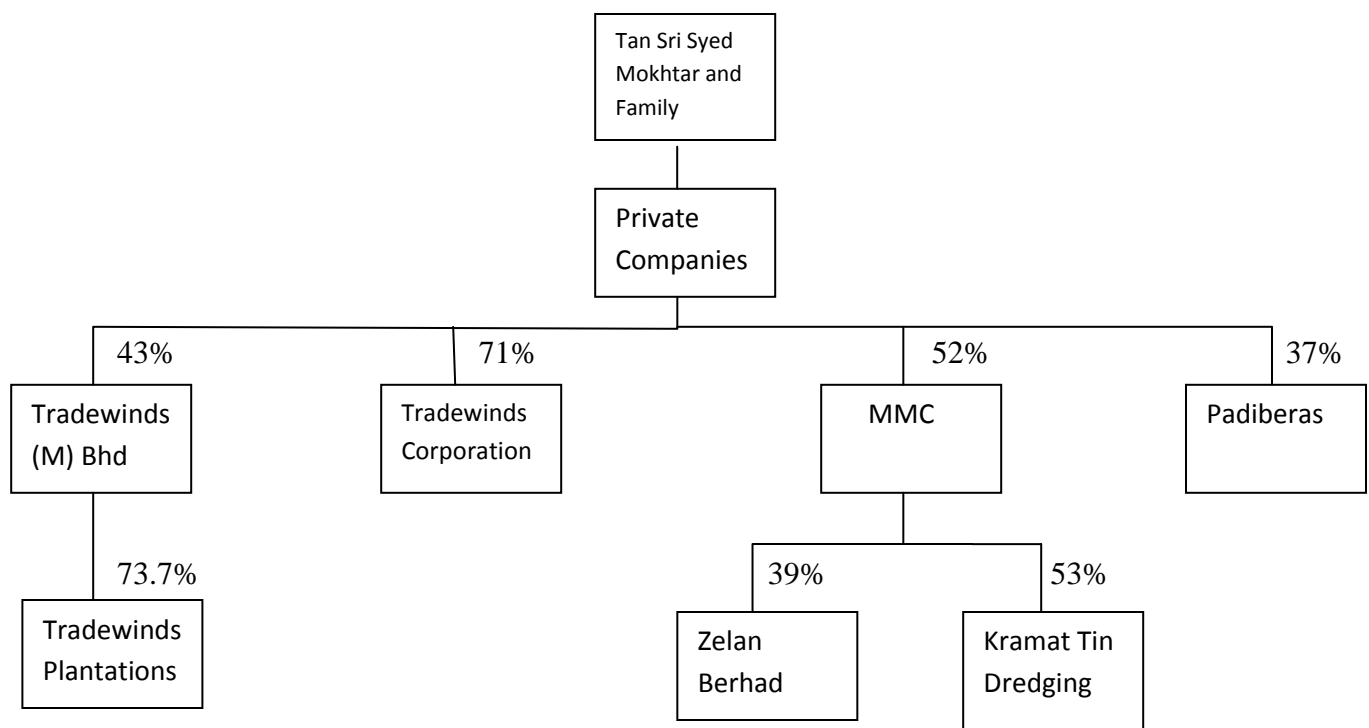 Tan Sri Syed
Mokhtar and
Family
Private
Companies
43%
71%
52%
37%
Tradewinds
(M) Bhd
Tradewinds
Corporation
MMC
Padiberas
73.7%
39%
53%
Tradewinds
Plantations
Zelan
Berhad
Kramat Tin
Dredging